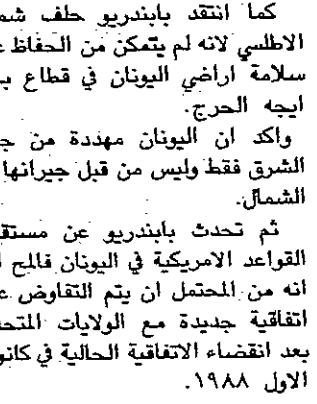 كما انتقد بابندريو حلف شم
الاطلسي لانه لم يتمكن من الحفاظ ع
سلامة اراضي اليونان في قطاع ب
ايجه الحرج.
واكد ان اليونان مهددة من ج
الشرق فقط وليس من قبل جيرانها
الشمال.
ثم تحدث بابندريو عن مستق
القواعد الامريكية في اليونان فالمح ا
انه من المحتمل ان يتم التفاوض ع
اتفاقية جديدة مع الولايات المتحد
بعد انقضاء الاتفاقية الحالية في كانو
الاول ١٩٨٨.